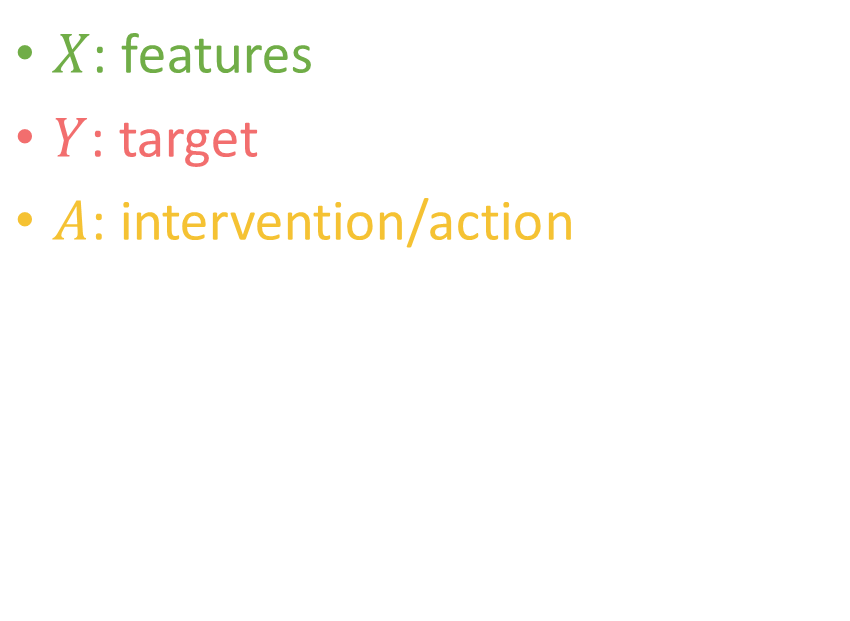 • X: features
• Y: target
• A: intervention/action